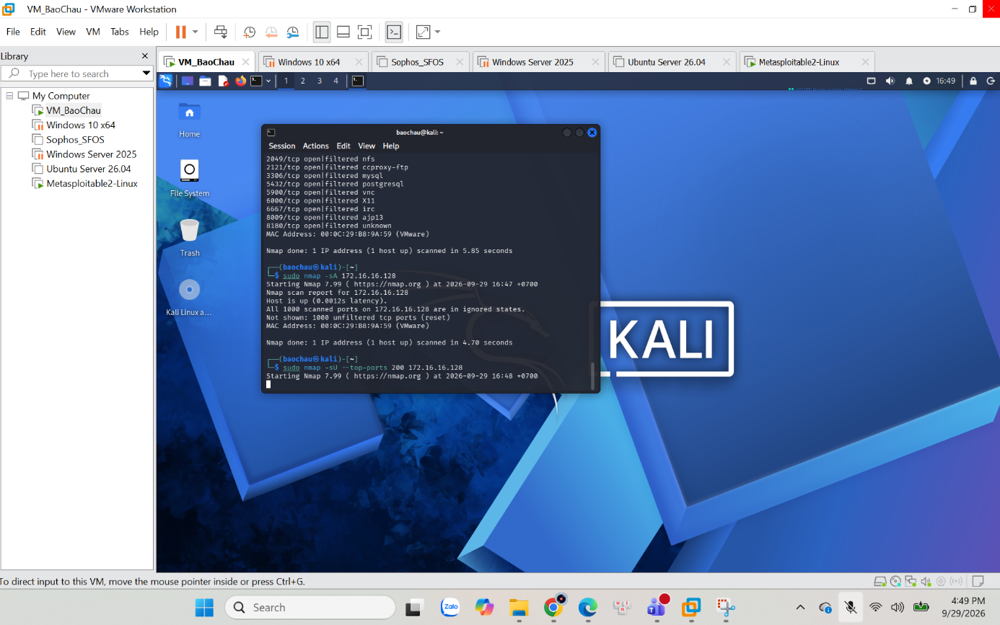 VM_BaoChau - VMware Workstation
File Edit View VM Tabs Help
Library
Type here to search
My Computer
VM_BaoChau
Windows 10 x64
Sophos_SFOS
Windows Server 2025
Ubuntu Server 26.04
Metasploitable2-Linux
VM_BaoChau Windows 10 x64 Sophos_SFOS Windows Server 2025 Ubuntu Server 26.04 Metasploitable2-Linux
1 2 3 4 16:49
Home
File System
Trash
Kali Linux a...
baochau@kali: ~
Session Actions Edit View Help
2049/tcp open|filtered nfs
2121/tcp open|filtered ccproxy-ftp
3306/tcp open|filtered mysql
5432/tcp open|filtered postgresql
5900/tcp open|filtered vnc
6000/tcp open|filtered X11
6667/tcp open|filtered irc
8009/tcp open|filtered ajp13
8180/tcp open|filtered unknown
MAC Address: 00:0C:29:B8:9A:59 (VMware)
Nmap done: 1 IP address (1 host up) scanned in 5.85 seconds
┌──(baochau㉿kali)-[~]
└─$ sudo nmap -sA 172.16.16.128
Starting Nmap 7.99 ( https://nmap.org ) at 2026-09-29 16:47 +0700
Nmap scan report for 172.16.16.128
Host is up (0.0012s latency).
All 1000 scanned ports on 172.16.16.128 are in ignored states.
Not shown: 1000 unfiltered tcp ports (reset)
MAC Address: 00:0C:29:B8:9A:59 (VMware)
Nmap done: 1 IP address (1 host up) scanned in 4.70 seconds
┌──(baochau㉿kali)-[~]
└─$ sudo nmap -sU --top-ports 200 172.16.16.128
Starting Nmap 7.99 ( https://nmap.org ) at 2026-09-29 16:48 +0700
KALI
To direct input to this VM, move the mouse pointer inside or press Ctrl+G.
Search
Zalo
4:49 PM
9/29/2026